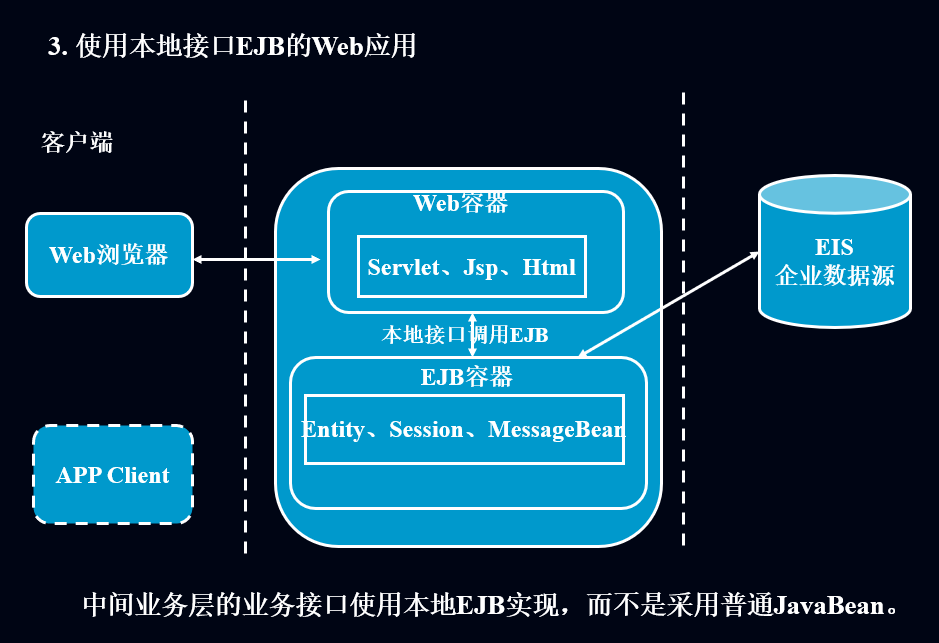 3. 使用本地接口EJB的Web应用
客户端
Web容器
Web浏览器
Servlet、Jsp、Html
EIS
企业数据源
本地接口调用EJB
EJB容器
Entity、Session、MessageBean
APP Client
中间业务层的业务接口使用本地EJB实现，而不是采用普通JavaBean。